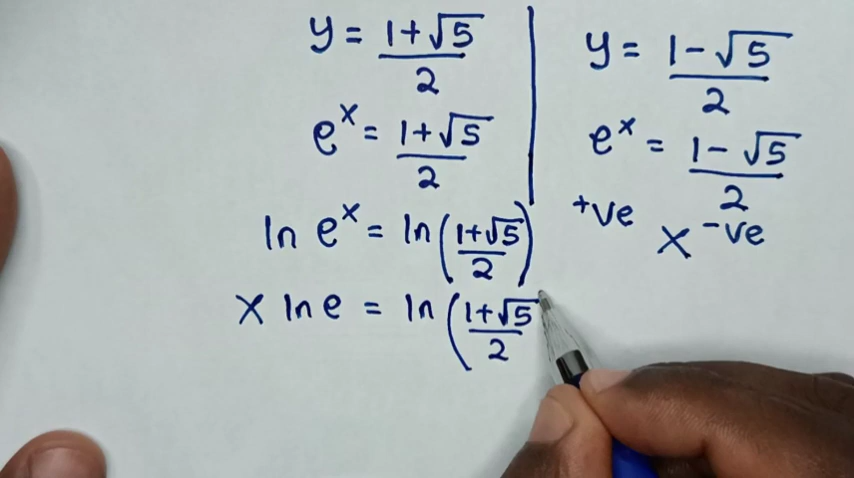 y = (1+√5)/2
e^x = (1+√5)/2
ln e^x = ln((1+√5)/2)
x ln e = ln((1+√5)/2
y = (1-√5)/2
e^x = (1-√5)/2
+ve x -ve